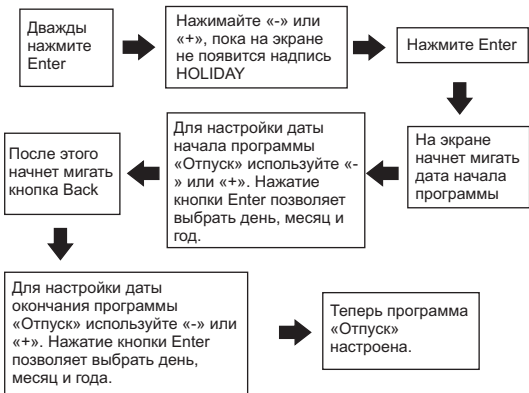 Дважды
нажмите
Enter
Нажимайте «-» или
«+», пока на экране
не появится надпись
HOLIDAY
Нажмите Enter
На экране
начнет мигать
дата начала
программы
Для настройки даты
начала программы
«Отпуск» используйте «-
» или «+». Нажатие
кнопки Enter позволяет
выбрать день, месяц и
год.
После этого
начнет мигать
кнопка Back
Для настройки даты
окончания программы
«Отпуск» используйте «-» или
«+». Нажатие кнопки Enter
позволяет выбрать день,
месяц и года.
Теперь программа
«Отпуск»
настроена.